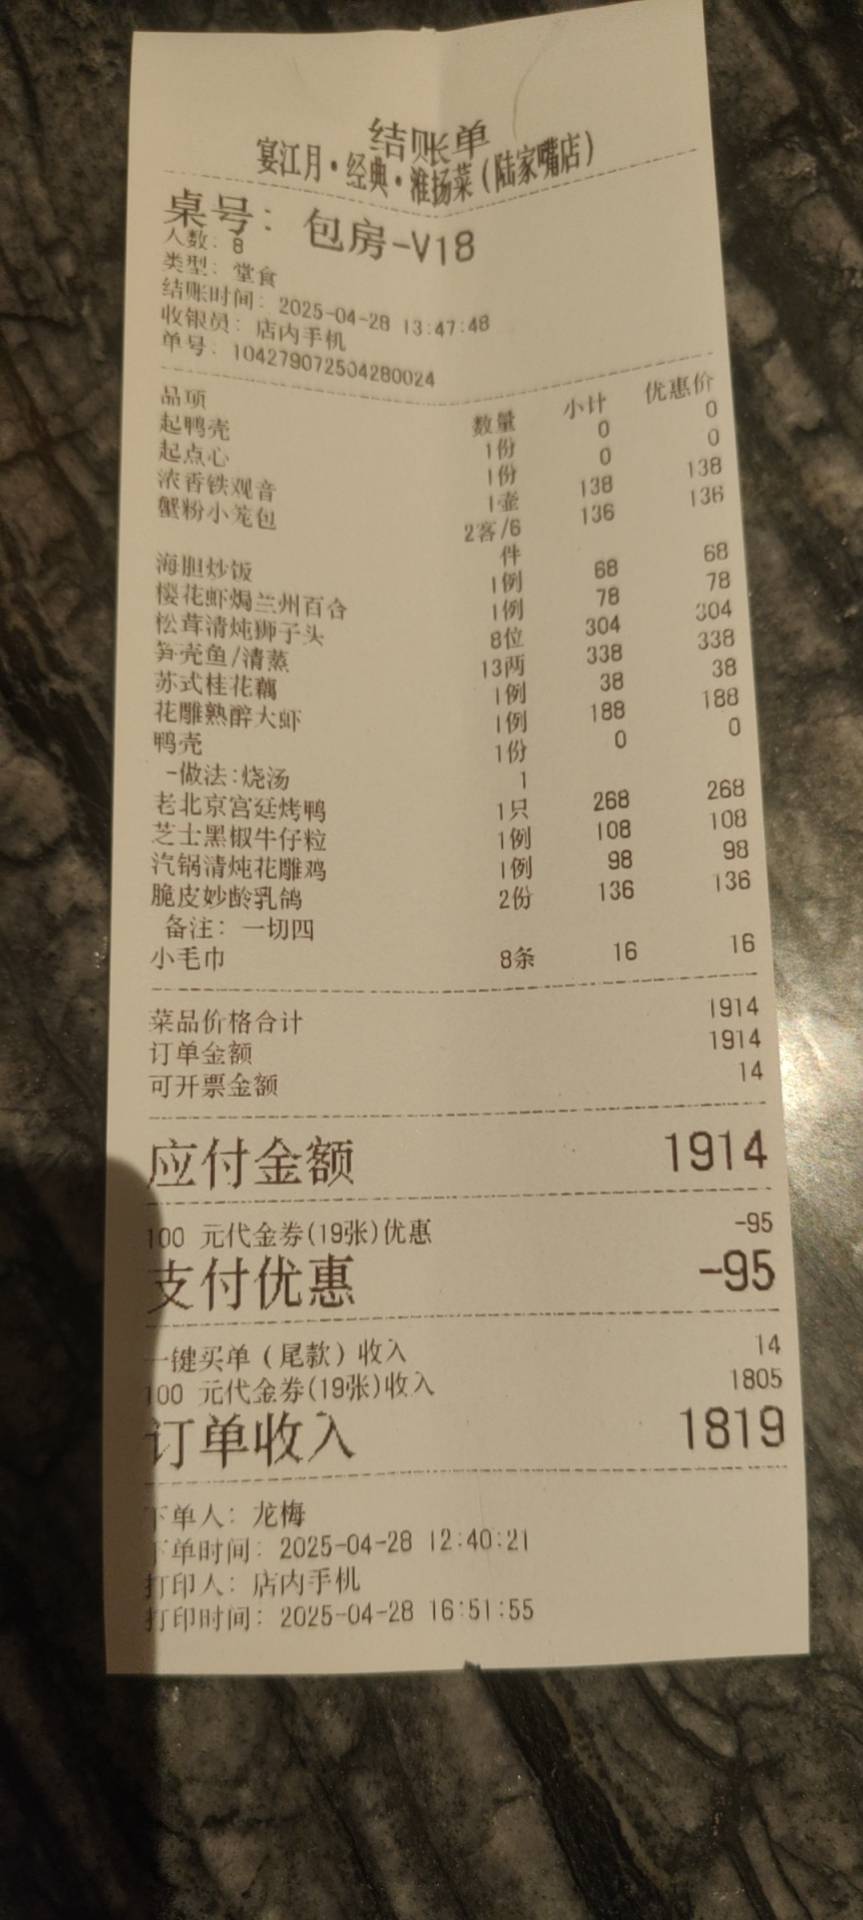 结账单
宴江月·经典·淮扬菜(陆家嘴店)
桌号: 包房-V18
人数: 8
类型: 堂食
结账时间: 2025-04-28 13:47:48
收银员: 店内手机
单号: 104279072504280024
品项 数量 小计 优惠价
起鸭壳 1份 0 0
起点心 1份 0 0
浓香铁观音 1壶 138 138
蟹粉小笼包 2客/6件 136 136
海胆炒饭 1例 68 68
樱花虾焗兰州百合 1例 78 78
松茸清炖狮子头 8位 304 304
笋壳鱼/清蒸 13两 338 338
苏式桂花藕 1例 38 38
花雕熟醉大虾 1例 188 188
鸭壳 1份 0 0
-做法:烧汤 1
老北京宫廷烤鸭 1只 268 268
芝士黑椒牛仔粒 1例 108 108
汽锅清炖花雕鸡 1例 98 98
脆皮妙龄乳鸽 2份 136 136
备注: 一切四
小毛巾 8条 16 16
菜品价格合计 1914
订单金额 1914
可开票金额 14
应付金额 1914
100 元代金券(19张)优惠 -95
支付优惠 -95
一键买单(尾款)收入 14
100 元代金券(19张)收入 1805
订单收入 1819
下单人: 龙梅
下单时间: 2025-04-28 12:40:21
打印人: 店内手机
打印时间: 2025-04-28 16:51:55